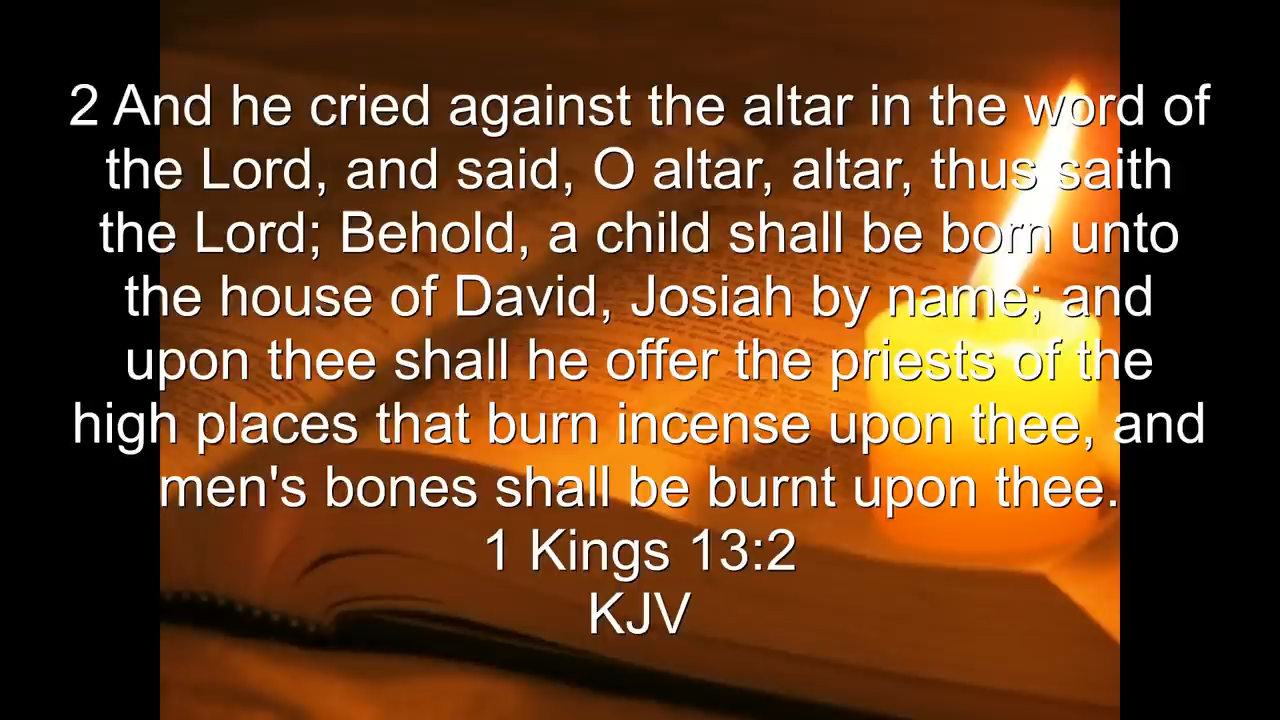 2 And he cried against the altar in the word of
the Lord, and said, O altar, altar, thus saith
the Lord; Behold, a child shall be born unto
the house of David, Josiah by name; and
upon thee shall he offer the priests of the
high places that burn incense upon thee, and
men's bones shall be burnt upon thee.
1 Kings 13:2
KJV